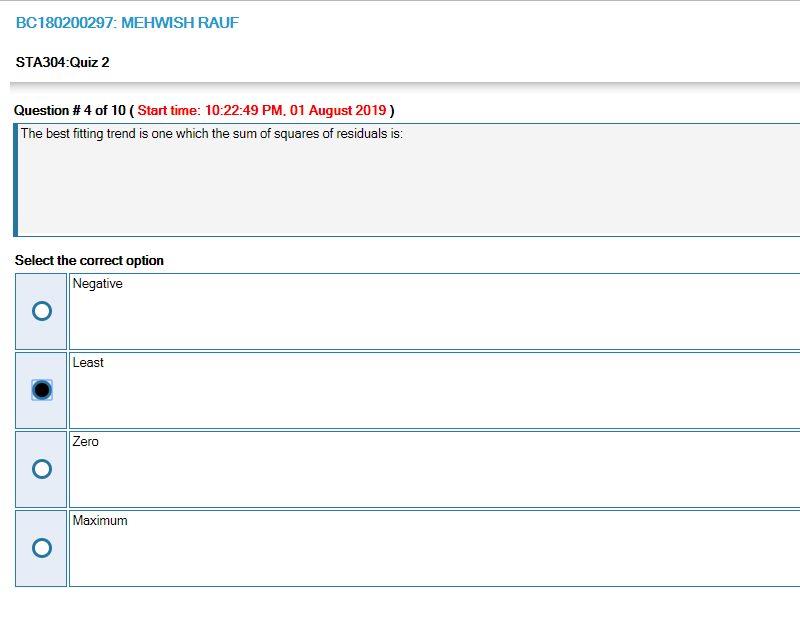 BC180200297: MEHWISH RAUF
STA304:Quiz 2
Question # 4 of 10 ( Start time: 10:22:49 PM, 01 August 2019 )
The best fitting trend is one which the sum of squares of residuals is:
Select the correct option
Negative
Least
Zero
Maximum